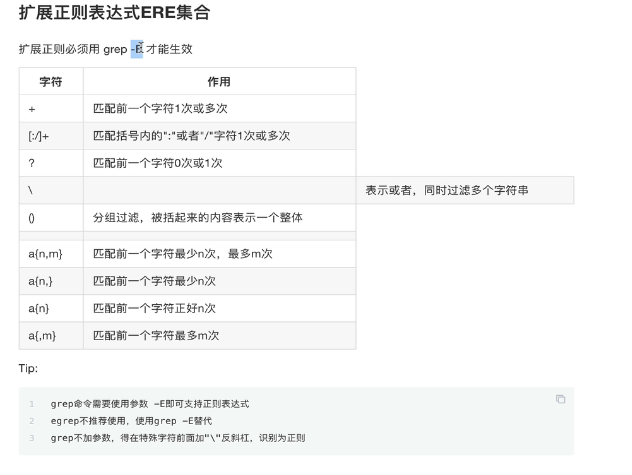 扩展正则表达式ERE集合
扩展正则必须用 grep -E 才能生效
字符 作用
+ 匹配前一个字符1次或多次
[:/]+ 匹配括号内的":"或者"/"字符1次或多次
? 匹配前一个字符0次或1次
\ 表示或者，同时过滤多个字符串
() 分组过滤，被括起来的内容表示一个整体
a{n,m} 匹配前一个字符最少n次，最多m次
a{n,} 匹配前一个字符最少n次
a{n} 匹配前一个字符正好n次
a{,m} 匹配前一个字符最多m次
Tip:
1 grep命令需要使用参数 -E即可支持正则表达式
2 egrep不推荐使用，使用grep -E替代
3 grep不加参数，得在特殊字符前面加"\"反斜杠，识别为正则